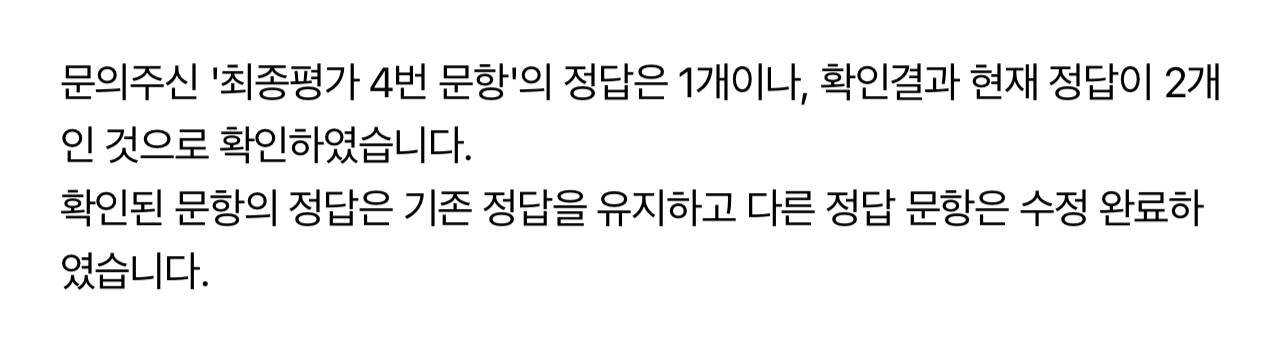 문의주신 '최종평가 4번 문항'의 정답은 1개이나, 확인결과 현재 정답이 2개
인 것으로 확인하였습니다.
확인된 문항의 정답은 기존 정답을 유지하고 다른 정답 문항은 수정 완료하
였습니다.